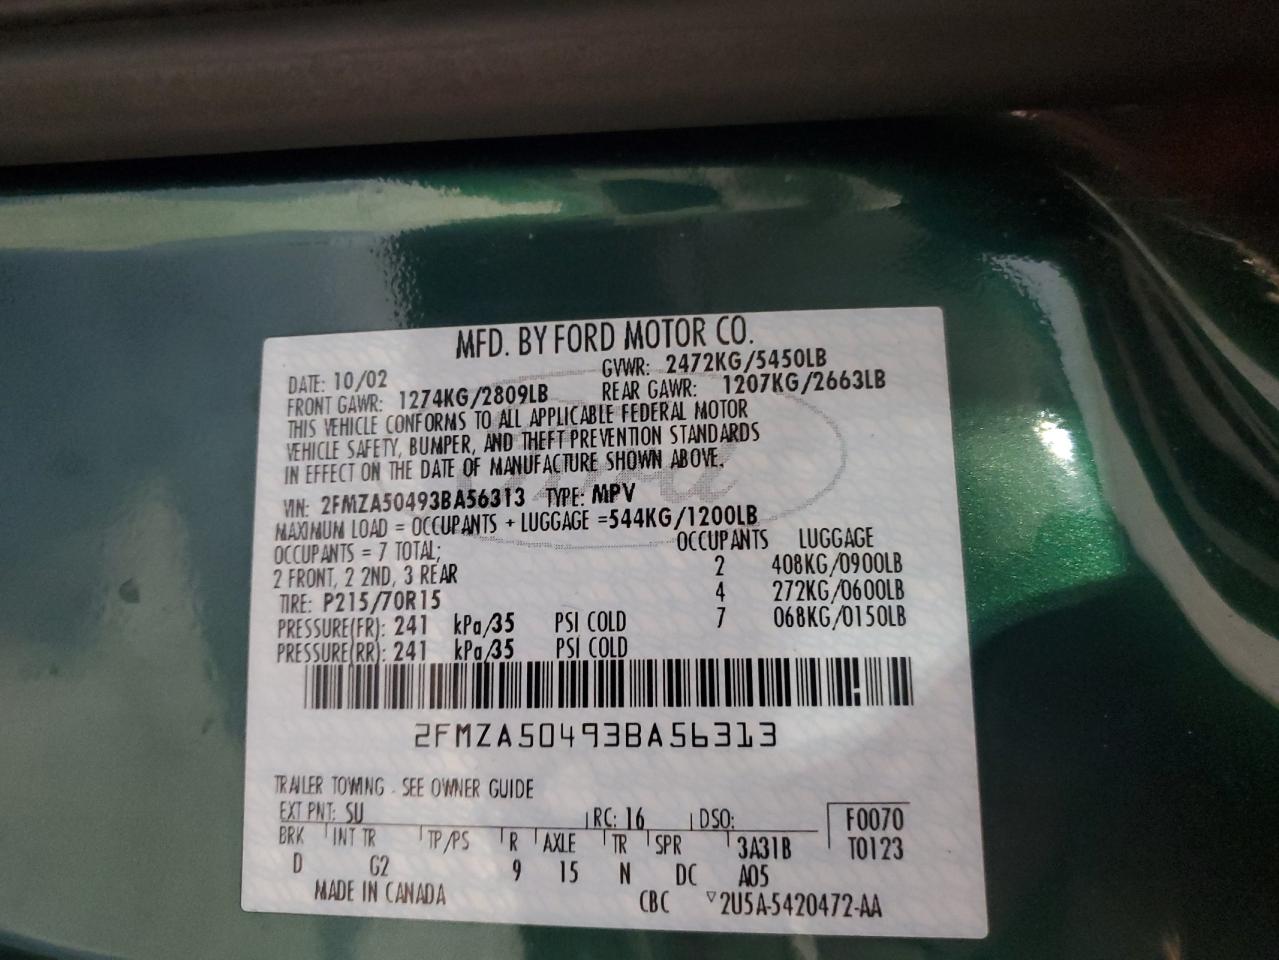 MFD. BY FORD MOTOR CO.
DATE: 10/02 GVWR: 2472KG/5450LB
FRONT GAWR: 1274KG/2809LB REAR GAWR: 1207KG/2663LB
THIS VEHICLE CONFORMS TO ALL APPLICABLE FEDERAL MOTOR
VEHICLE SAFETY, BUMPER, AND THEFT PREVENTION STANDARDS
IN EFFECT ON THE DATE OF MANUFACTURE SHOWN ABOVE.
VIN: 2FMZA50493BA56313 TYPE: MPV
MAXIMUM LOAD = OCCUPANTS + LUGGAGE =544KG/1200LB
OCCUPANTS = 7 TOTAL; OCCUPANTS LUGGAGE
2 FRONT, 2 2ND, 3 REAR 2 408KG/0900LB
TIRE: P215/70R15 4 272KG/0600LB
PRESSURE(FR): 241 kPa/35 PSI COLD 7 068KG/0150LB
PRESSURE(RR): 241 kPa/35 PSI COLD
2FMZA50493BA56313
TRAILER TOWING - SEE OWNER GUIDE
EXT PNT: SU RC: 16 DSO: F0070
BRK INT TR TP/PS R AXLE TR SPR 3A31B T0123
D G2 9 15 N DC A05
MADE IN CANADA CBC ▽2U5A-5420472-AA
Ford